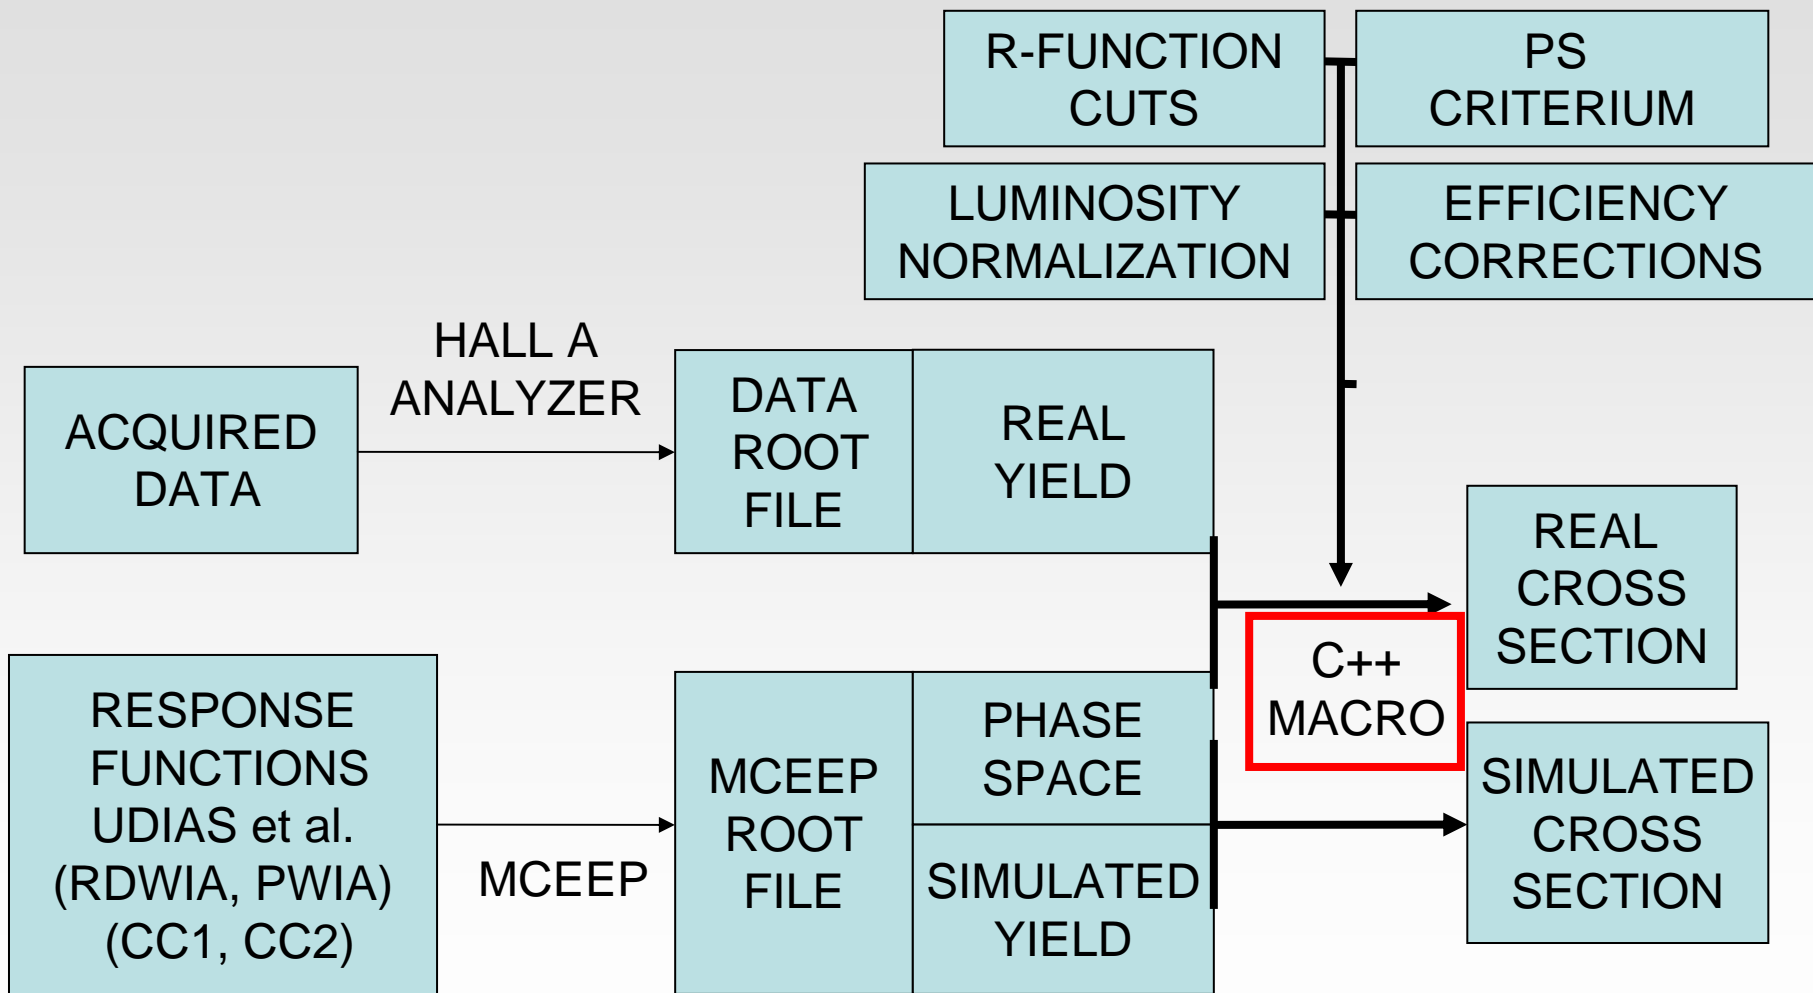 R-FUNCTION
CUTS
PS
CRITERIUM
LUMINOSITY
NORMALIZATION
EFFICIENCY
CORRECTIONS
HALL A
ANALYZER
ACQUIRED
DATA
DATA
ROOT
FILE
REAL
YIELD
REAL
CROSS
SECTION
C++
MACRO
RESPONSE
FUNCTIONS
UDIAS et al.
(RDWIA, PWIA)
(CC1, CC2)
MCEEP
MCEEP
ROOT
FILE
PHASE
SPACE
SIMULATED
YIELD
SIMULATED
CROSS
SECTION